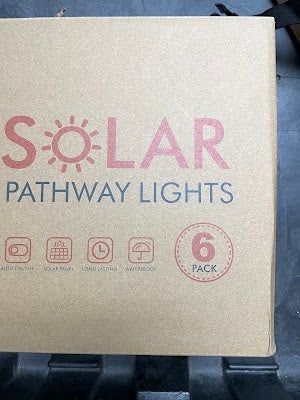 SOLAR
PATHWAY LIGHTS
6
PACK
AUTO ON/OFF SOLAR PANEL LONG LASTING WATERPROOF